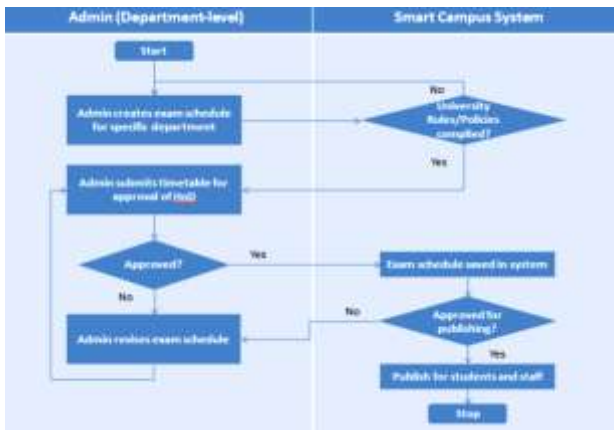 Admin (Department-level)
Smart Campus System
Start
No
Admin creates exam schedule
for specific department
University
Rules/Policies
complied?
Yes
Admin submits timetable for
approval of HoD
Approved?
Yes
Exam schedule saved in system
No
No
Approved for
publishing?
Admin revises exam schedule
Yes
Publish for students and staff
Stop